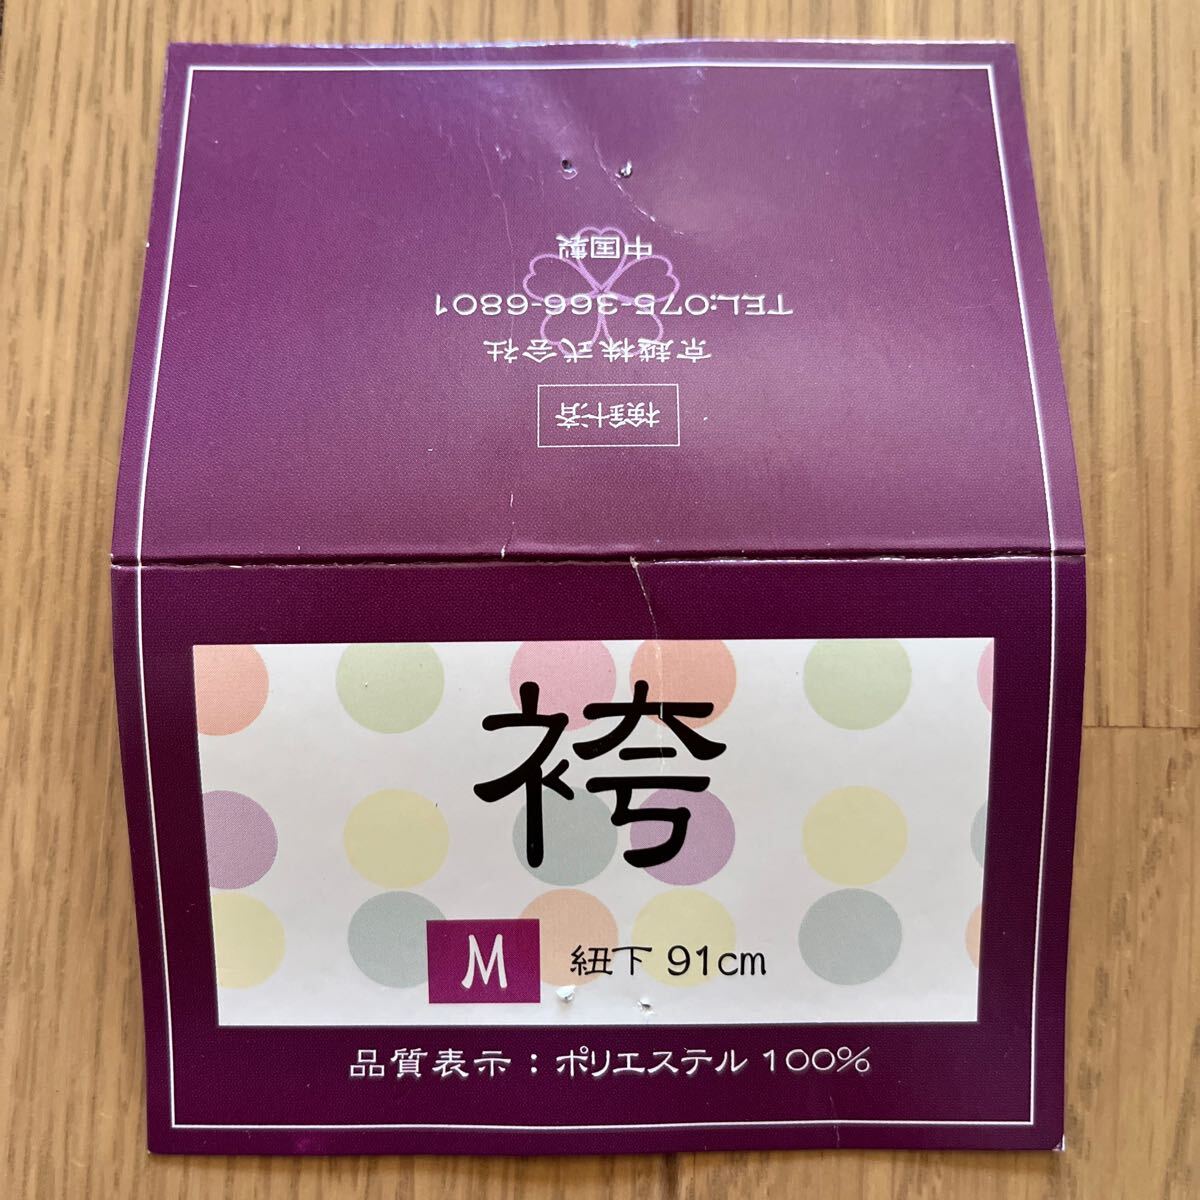 中国製
TEL:075-366-6801
京越株式会社
検針済
袴
M 紐下 91cm
品質表示：ポリエステル 100%